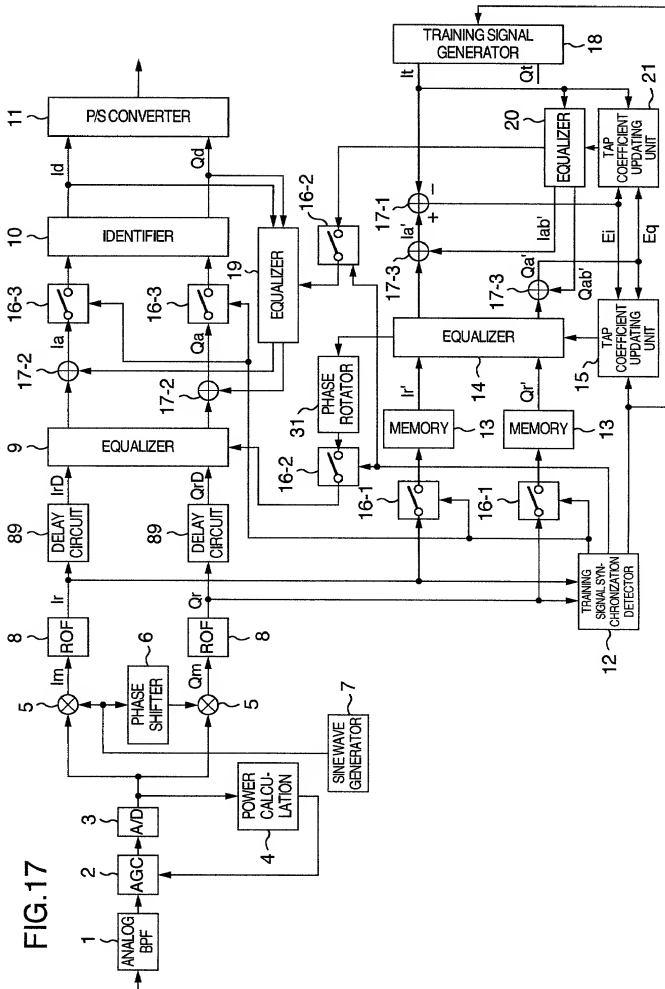 FIG.17
1
ANALOG
BPF
2
AGC
3
A/D
POWER
CALCU-
LATION
4
5
Im
PHASE
SHIFTER
6
5
Qm
SINE WAVE
GENERATOR
7
8
ROF
Ir
ROF
8
Qr
89
DELAY
CIRCUIT
IrD
89
DELAY
CIRCUIT
QrD
9
EQUALIZER
17-2
Ia
17-2
Qa
16-3
16-3
10
IDENTIFIER
Id
Qd
11
P/S CONVERTER
19
EQUALIZER
16-2
31
PHASE
ROTATOR
16-2
16-1
16-1
MEMORY
13
MEMORY
13
Ir'
Qr'
EQUALIZER
14
17-3
Ia'
17-1
+
−
17-3
Qa'
Iab'
Qab'
12
TRAINING
SIGNAL SYN-
CHRONIZATION
DETECTOR
15
TAP
COEFFICIENT
UPDATING
UNIT
Ei
Eq
20
EQUALIZER
TAP
COEFFICIENT
UPDATING
UNIT
21
It
Qt
TRAINING SIGNAL
GENERATOR
18